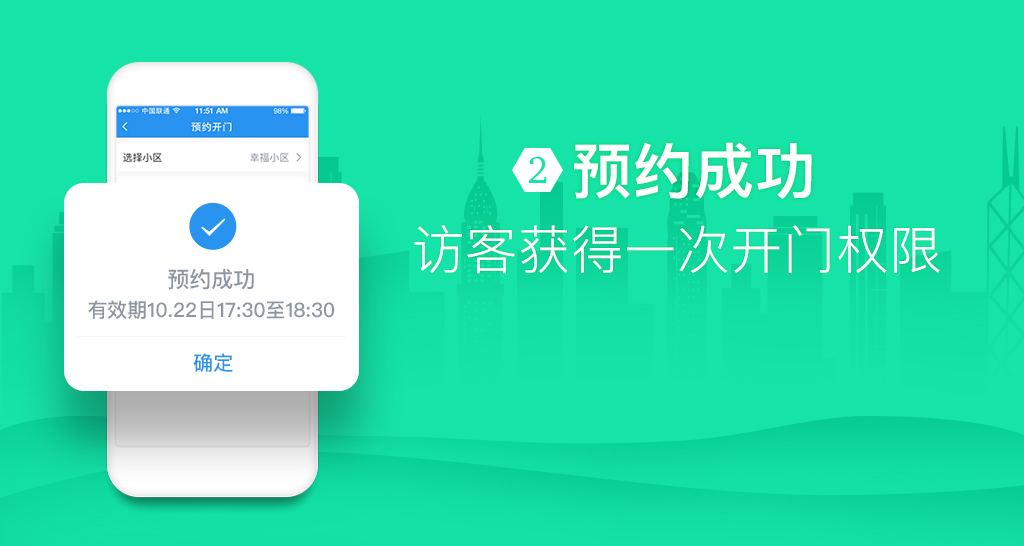 中国联通 11:51 AM 98%
预约开门
选择小区 幸福小区
预约成功
有效期10.22日17:30至18:30
确定
2 预约成功
访客获得一次开门权限